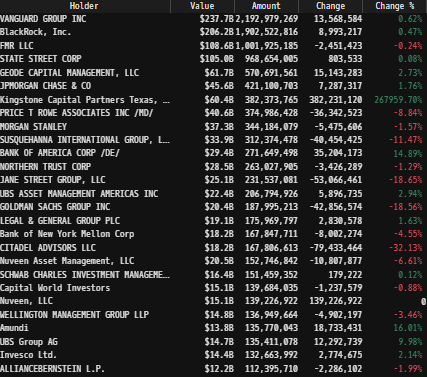 Holder Value Amount Change Change %
VANGUARD GROUP INC $237.7B 2,192,979,269 13,568,584 0.62%
BlackRock, Inc. $206.2B 1,902,522,816 8,993,217 0.47%
FMR LLC $108.6B 1,001,925,185 -2,451,423 -0.24%
STATE STREET CORP $105.0B 968,654,005 803,533 0.08%
GEODE CAPITAL MANAGEMENT, LLC $61.7B 570,691,561 15,143,283 2.73%
JPMORGAN CHASE & CO $45.6B 421,100,703 7,287,317 1.76%
Kingstone Capital Partners Texas, … $60.4B 382,373,765 382,231,120 267959.70%
PRICE T ROWE ASSOCIATES INC /MD/ $40.6B 374,986,428 -36,342,523 -8.84%
MORGAN STANLEY $37.3B 344,184,079 -5,475,606 -1.57%
SUSQUEHANNA INTERNATIONAL GROUP, L… $33.9B 312,374,478 -40,454,425 -11.47%
BANK OF AMERICA CORP /DE/ $29.4B 271,649,498 35,204,173 14.89%
NORTHERN TRUST CORP $28.5B 263,027,905 -3,426,289 -1.29%
JANE STREET GROUP, LLC $25.1B 231,537,081 -53,066,461 -18.65%
UBS ASSET MANAGEMENT AMERICAS INC $22.4B 206,794,926 5,896,735 2.94%
GOLDMAN SACHS GROUP INC $20.4B 187,995,213 -42,856,574 -18.56%
LEGAL & GENERAL GROUP PLC $19.1B 175,969,797 2,830,578 1.63%
Bank of New York Mellon Corp $18.2B 167,847,711 -8,002,274 -4.55%
CITADEL ADVISORS LLC $18.2B 167,806,613 -79,433,464 -32.13%
Nuveen Asset Management, LLC $20.5B 152,746,842 -10,807,877 -6.61%
SCHWAB CHARLES INVESTMENT MANAGEME… $16.4B 151,459,352 179,222 0.12%
Capital World Investors $15.1B 139,684,035 -1,237,579 -0.88%
Nuveen, LLC $15.1B 139,226,922 139,226,922 0
WELLINGTON MANAGEMENT GROUP LLP $14.8B 136,949,664 -4,902,197 -3.46%
Amundi $13.8B 135,770,043 18,733,431 16.01%
UBS Group AG $14.7B 135,411,078 12,292,739 9.98%
Invesco Ltd. $14.4B 132,663,992 2,774,675 2.14%
ALLIANCEBERNSTEIN L.P. $12.2B 112,395,710 -2,286,102 -1.99%